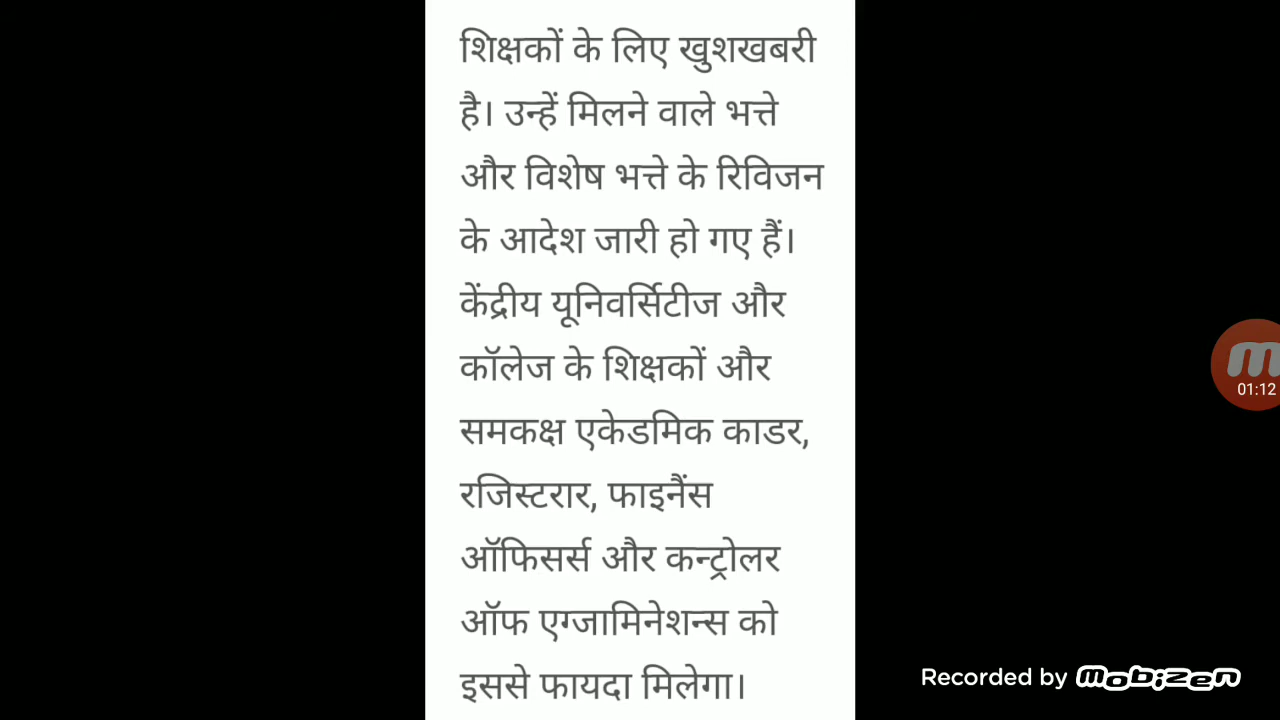 शिक्षकों के लिए खुशखबरी
है। उन्हें मिलने वाले भत्ते
और विशेष भत्ते के रिविजन
के आदेश जारी हो गए हैं।
केंद्रीय यूनिवर्सिटीज और
कॉलेज के शिक्षकों और
समकक्ष एकेडमिक काडर,
रजिस्टरार, फाइनैंस
ऑफिसर्स और कन्ट्रोलर
ऑफ एग्जामिनेशन्स को
इससे फायदा मिलेगा।
01:12
Recorded by mobizen